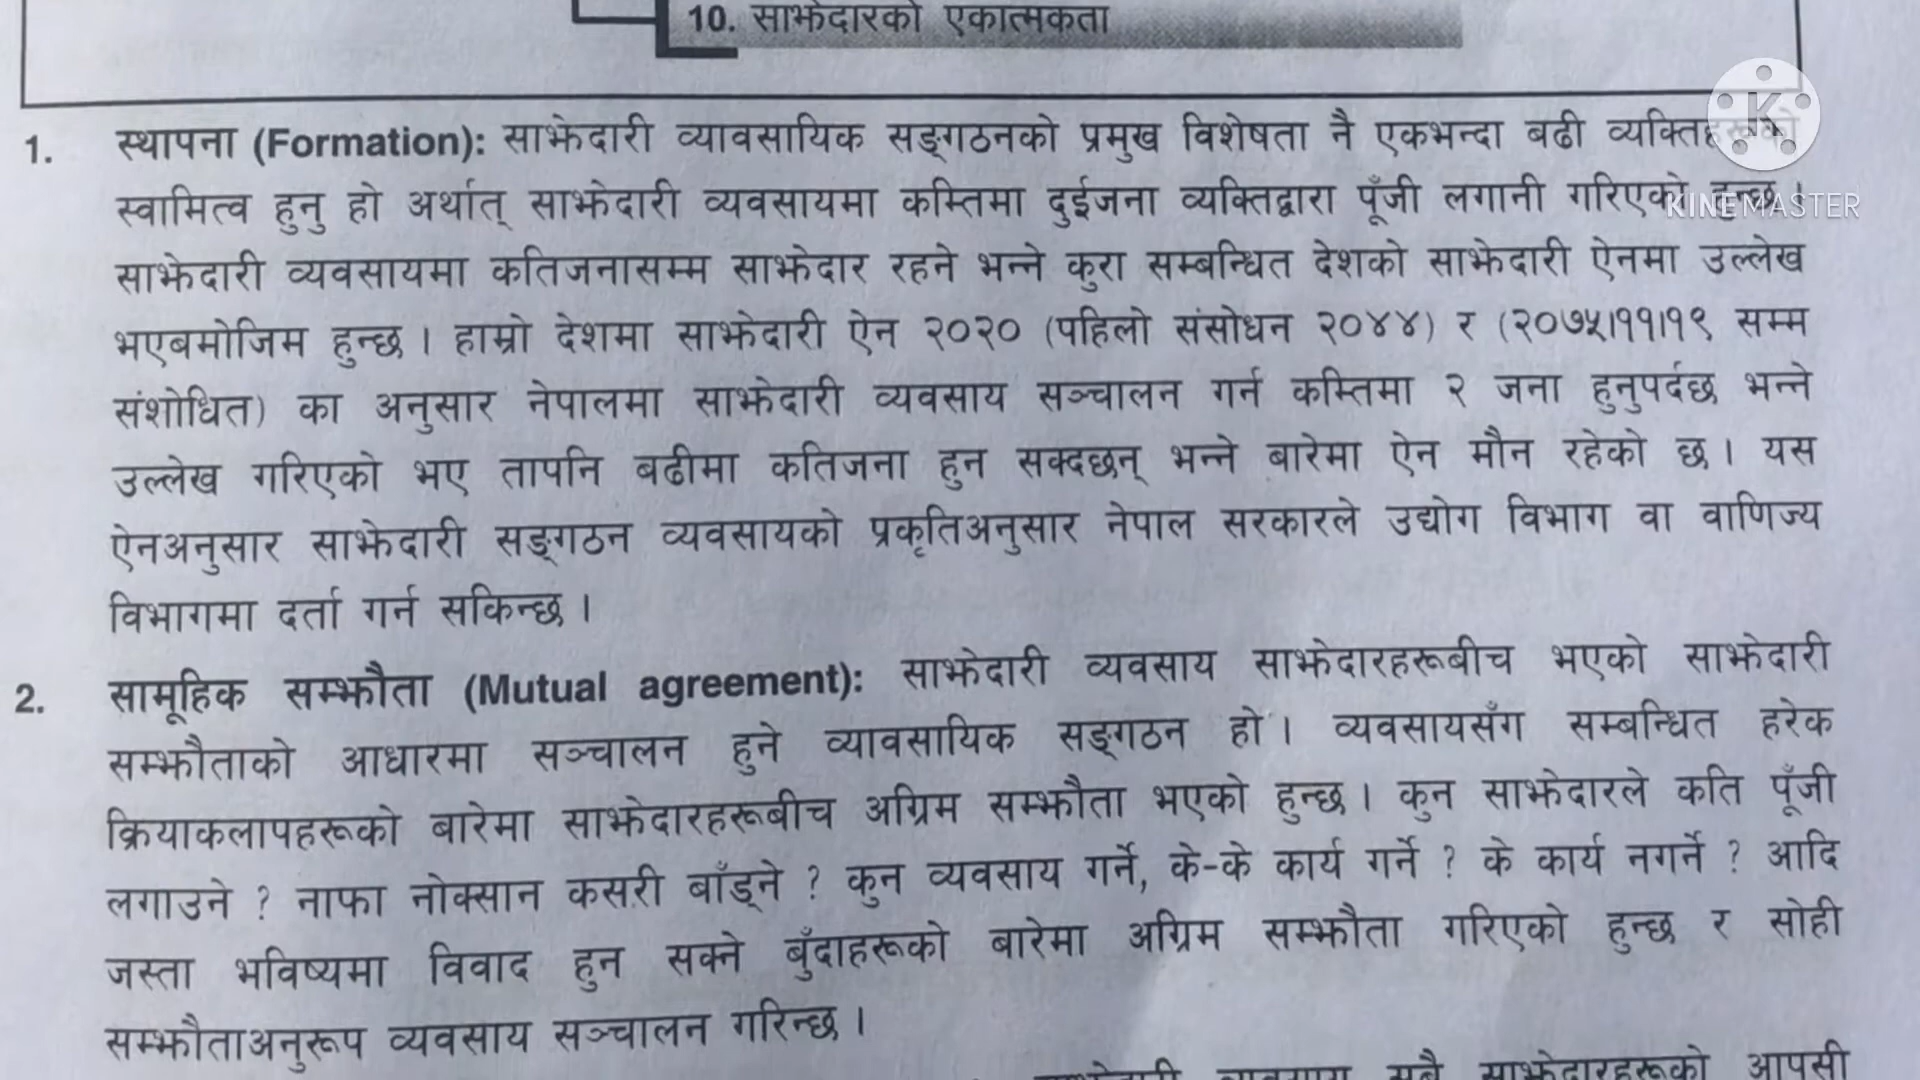 10. साझेदारको एकात्मकता
1. स्थापना (Formation): साझेदारी व्यावसायिक सङ्गठनको प्रमुख विशेषता नै एकभन्दा बढी व्यक्तिहरूको
स्वामित्व हुनु हो अर्थात् साझेदारी व्यवसायमा कम्तिमा दुईजना व्यक्तिद्वारा पूँजी लगानी गरिएको हुन्छ।
साझेदारी व्यवसायमा कतिजनासम्म साझेदार रहने भन्ने कुरा सम्बन्धित देशको साझेदारी ऐनमा उल्लेख
भएबमोजिम हुन्छ। हाम्रो देशमा साझेदारी ऐन २०२० (पहिलो संसोधन २०४४) र (२०७५।११।१९ सम्म
संशोधित) का अनुसार नेपालमा साझेदारी व्यवसाय सञ्चालन गर्न कम्तिमा २ जना हुनुपर्दछ भन्ने
उल्लेख गरिएको भए तापनि बढीमा कतिजना हुन सक्दछन् भन्ने बारेमा ऐन मौन रहेको छ। यस
ऐनअनुसार साझेदारी सङ्गठन व्यवसायको प्रकृतिअनुसार नेपाल सरकारले उद्योग विभाग वा वाणिज्य
विभागमा दर्ता गर्न सकिन्छ।
2. सामूहिक सम्झौता (Mutual agreement): साझेदारी व्यवसाय साझेदारहरूबीच भएको साझेदारी
सम्झौताको आधारमा सञ्चालन हुने व्यावसायिक सङ्गठन हो। व्यवसायसँग सम्बन्धित हरेक
क्रियाकलापहरूको बारेमा साझेदारहरूबीच अग्रिम सम्झौता भएको हुन्छ। कुन साझेदारले कति पूँजी
लगाउने ? नाफा नोक्सान कसरी बाँड्ने ? कुन व्यवसाय गर्ने, के-के कार्य गर्ने ? के कार्य नगर्ने ? आदि
जस्ता भविष्यमा विवाद हुन सक्ने बुँदाहरूको बारेमा अग्रिम सम्झौता गरिएको हुन्छ र सोही
सम्झौताअनुरूप व्यवसाय सञ्चालन गरिन्छ।
साझेदारी व्यवसाय सबै साझेदारहरूको आपसी
K
KINEMASTER